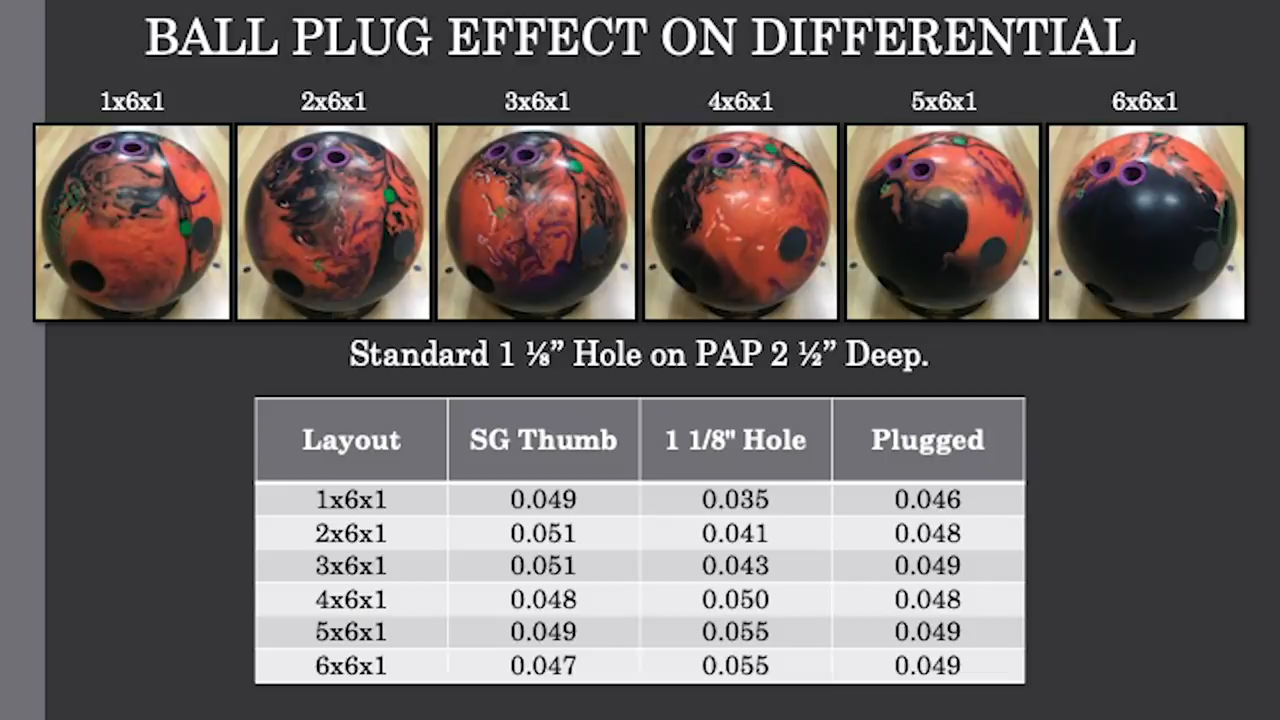 BALL PLUG EFFECT ON DIFFERENTIAL
1x6x1 2x6x1 3x6x1 4x6x1 5x6x1 6x6x1
Standard 1 ⅛” Hole on PAP 2 ½” Deep.
Layout SG Thumb 1 1/8" Hole Plugged
1x6x1 0.049 0.035 0.046
2x6x1 0.051 0.041 0.048
3x6x1 0.051 0.043 0.049
4x6x1 0.048 0.050 0.048
5x6x1 0.049 0.055 0.049
6x6x1 0.047 0.055 0.049